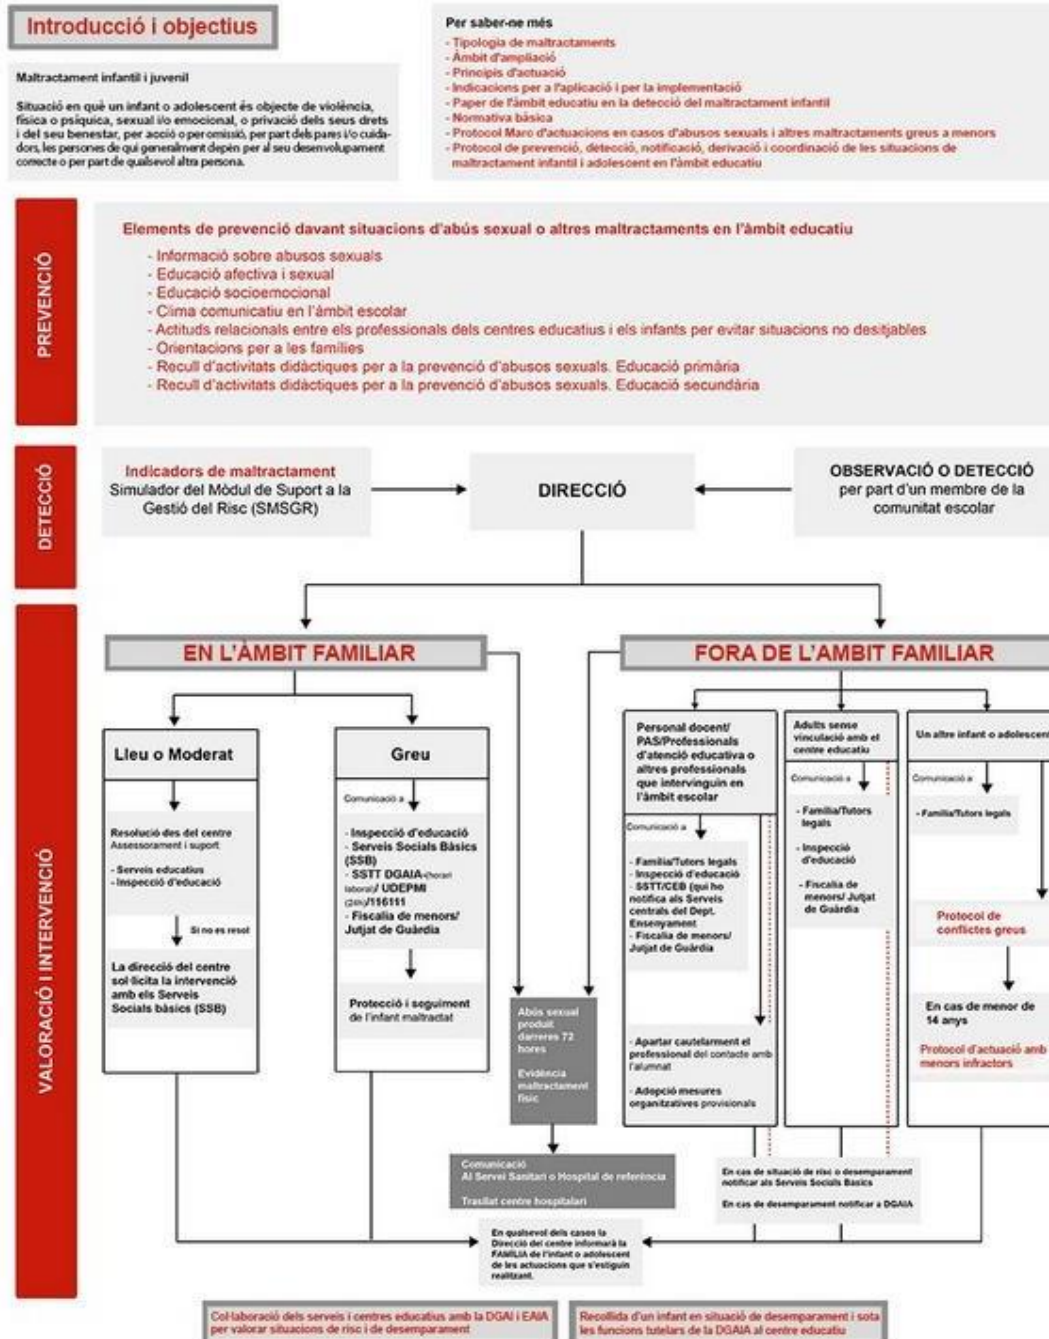 Introducció i objectius
Maltractament infantil i juvenil
Situació en què un infant o adolescent és objecte de violència,
física o psíquica, sexual i/o emocional, o privació dels seus drets
i del seu benestar, per acció o per omissió, per part dels pares i/o cuida-
dors, les persones de qui generalment depèn per al seu desenvolupament
correcte o per part de qualsevol altra persona.
Per saber-ne més
- Tipologia de maltractaments
- Àmbit d'ampliació
- Principis d'actuació
- Indicacions per a l'aplicació i per la implementació
- Paper de l'àmbit educatiu en la detecció del maltractament infantil
- Normativa bàsica
- Protocol Marc d'actuacions en casos d'abusos sexuals i altres maltractaments greus a menors
- Protocol de prevenció, detecció, notificació, derivació i coordinació de les situacions de
maltractament infantil i adolescent en l'àmbit educatiu
PREVENCIÓ
Elements de prevenció davant situacions d'abús sexual o altres maltractaments en l'àmbit educatiu
- Informació sobre abusos sexuals
- Educació afectiva i sexual
- Educació socioemocional
- Clima comunicatiu en l'àmbit escolar
- Actituds relacionals entre els professionals dels centres educatius i els infants per evitar situacions no desitjables
- Orientacions per a les famílies
- Recull d'activitats didàctiques per a la prevenció d'abusos sexuals. Educació primària
- Recull d'activitats didàctiques per a la prevenció d'abusos sexuals. Educació secundària
DETECCIÓ
Indicadors de maltractament
Simulador del Mòdul de Suport a la
Gestió del Risc (SMSGR)
DIRECCIÓ
OBSERVACIÓ O DETECCIÓ
per part d'un membre de la
comunitat escolar
VALORACIÓ I INTERVENCIÓ
EN L'ÀMBIT FAMILIAR
Lleu o Moderat
Resolució des del centre
Assessorament i suport:
- Serveis educatius
- Inspecció d'educació
Si no es resol
La direcció del centre
sol·licita la intervenció
amb els Serveis
Socials bàsics (SSB)
Greu
Comunicació a
- Inspecció d'educació
- Serveis Socials Bàsics
(SSB)
- SSTT DGAIA-(horari
laboral)/ UDEPMI
(24h)/116111
- Fiscalia de menors/
Jutjat de Guàrdia
Protecció i seguiment
de l'infant maltractat
Abús sexual
produït
darreres 72
hores
Evidència
maltractament
físic
Comunicació
Al Servei Sanitari o Hospital de referència
Trasllat centre hospitalari
FORA DE L'AMBIT FAMILIAR
Personal docent/
PAS/Professionals
d'atenció educativa o
altres professionals
que intervinguin en
l'àmbit escolar
Comunicació a
- Família/Tutors legals
- Inspecció d'educació
- SSTT/CEB (qui ho
notifica als Serveis
centrals del Dept.
Ensenyament
- Fiscalia de menors/
Jutjat de Guàrdia
- Apartar cautelarment el
professional del contacte amb
l'alumnat
- Adopció mesures
organitzatives provisionals
Adults sense
vinculació amb el
centre educatiu
Comunicació a
- Família/Tutors
legals
- Inspecció
d'educació
- Fiscalia de
menors/ Jutjat
de Guàrdia
Un altre infant o adolescent
Comunicació a
- Família/Tutors legals
Protocol de
conflictes greus
En cas de menor de
14 anys
Protocol d'actuació amb
menors infractors
En cas de situació de risc o desemparament
notificar als Serveis Socials Basics
En cas de desemparament notificar a DGAIA
En qualsevol dels casos la
Direcció del centre informarà la
FAMÍLIA de l'infant o adolescent
de les actuacions que s'estiguin
realitzant.
Col·laboració dels serveis i centres educatius amb la DGAI i EAIA
per valorar situacions de risc i de desemparament
Recollida d'un infant en situació de desemparament i sota
les funcions tutelars de la DGAIA al centre educatiu